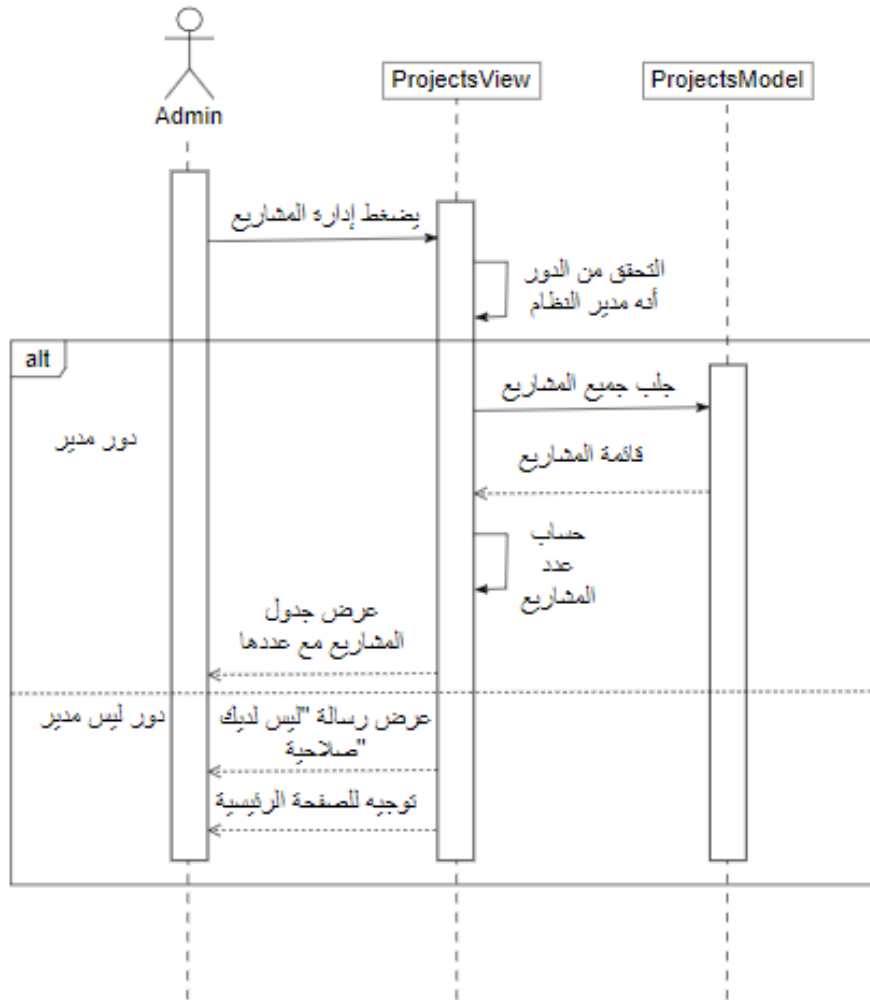 ProjectsView
ProjectsModel
Admin
يضغط إدارة المشاريع
التحقق من الدور
أنه مدير النظام
alt
جلب جميع المشاريع
دور مدير
قائمة المشاريع
حساب
عدد
المشاريع
عرض جدول
المشاريع مع عددها
دور ليس مدير
عرض رسالة "ليس لديك
صلاحية"
توجيه للصفحة الرئيسية